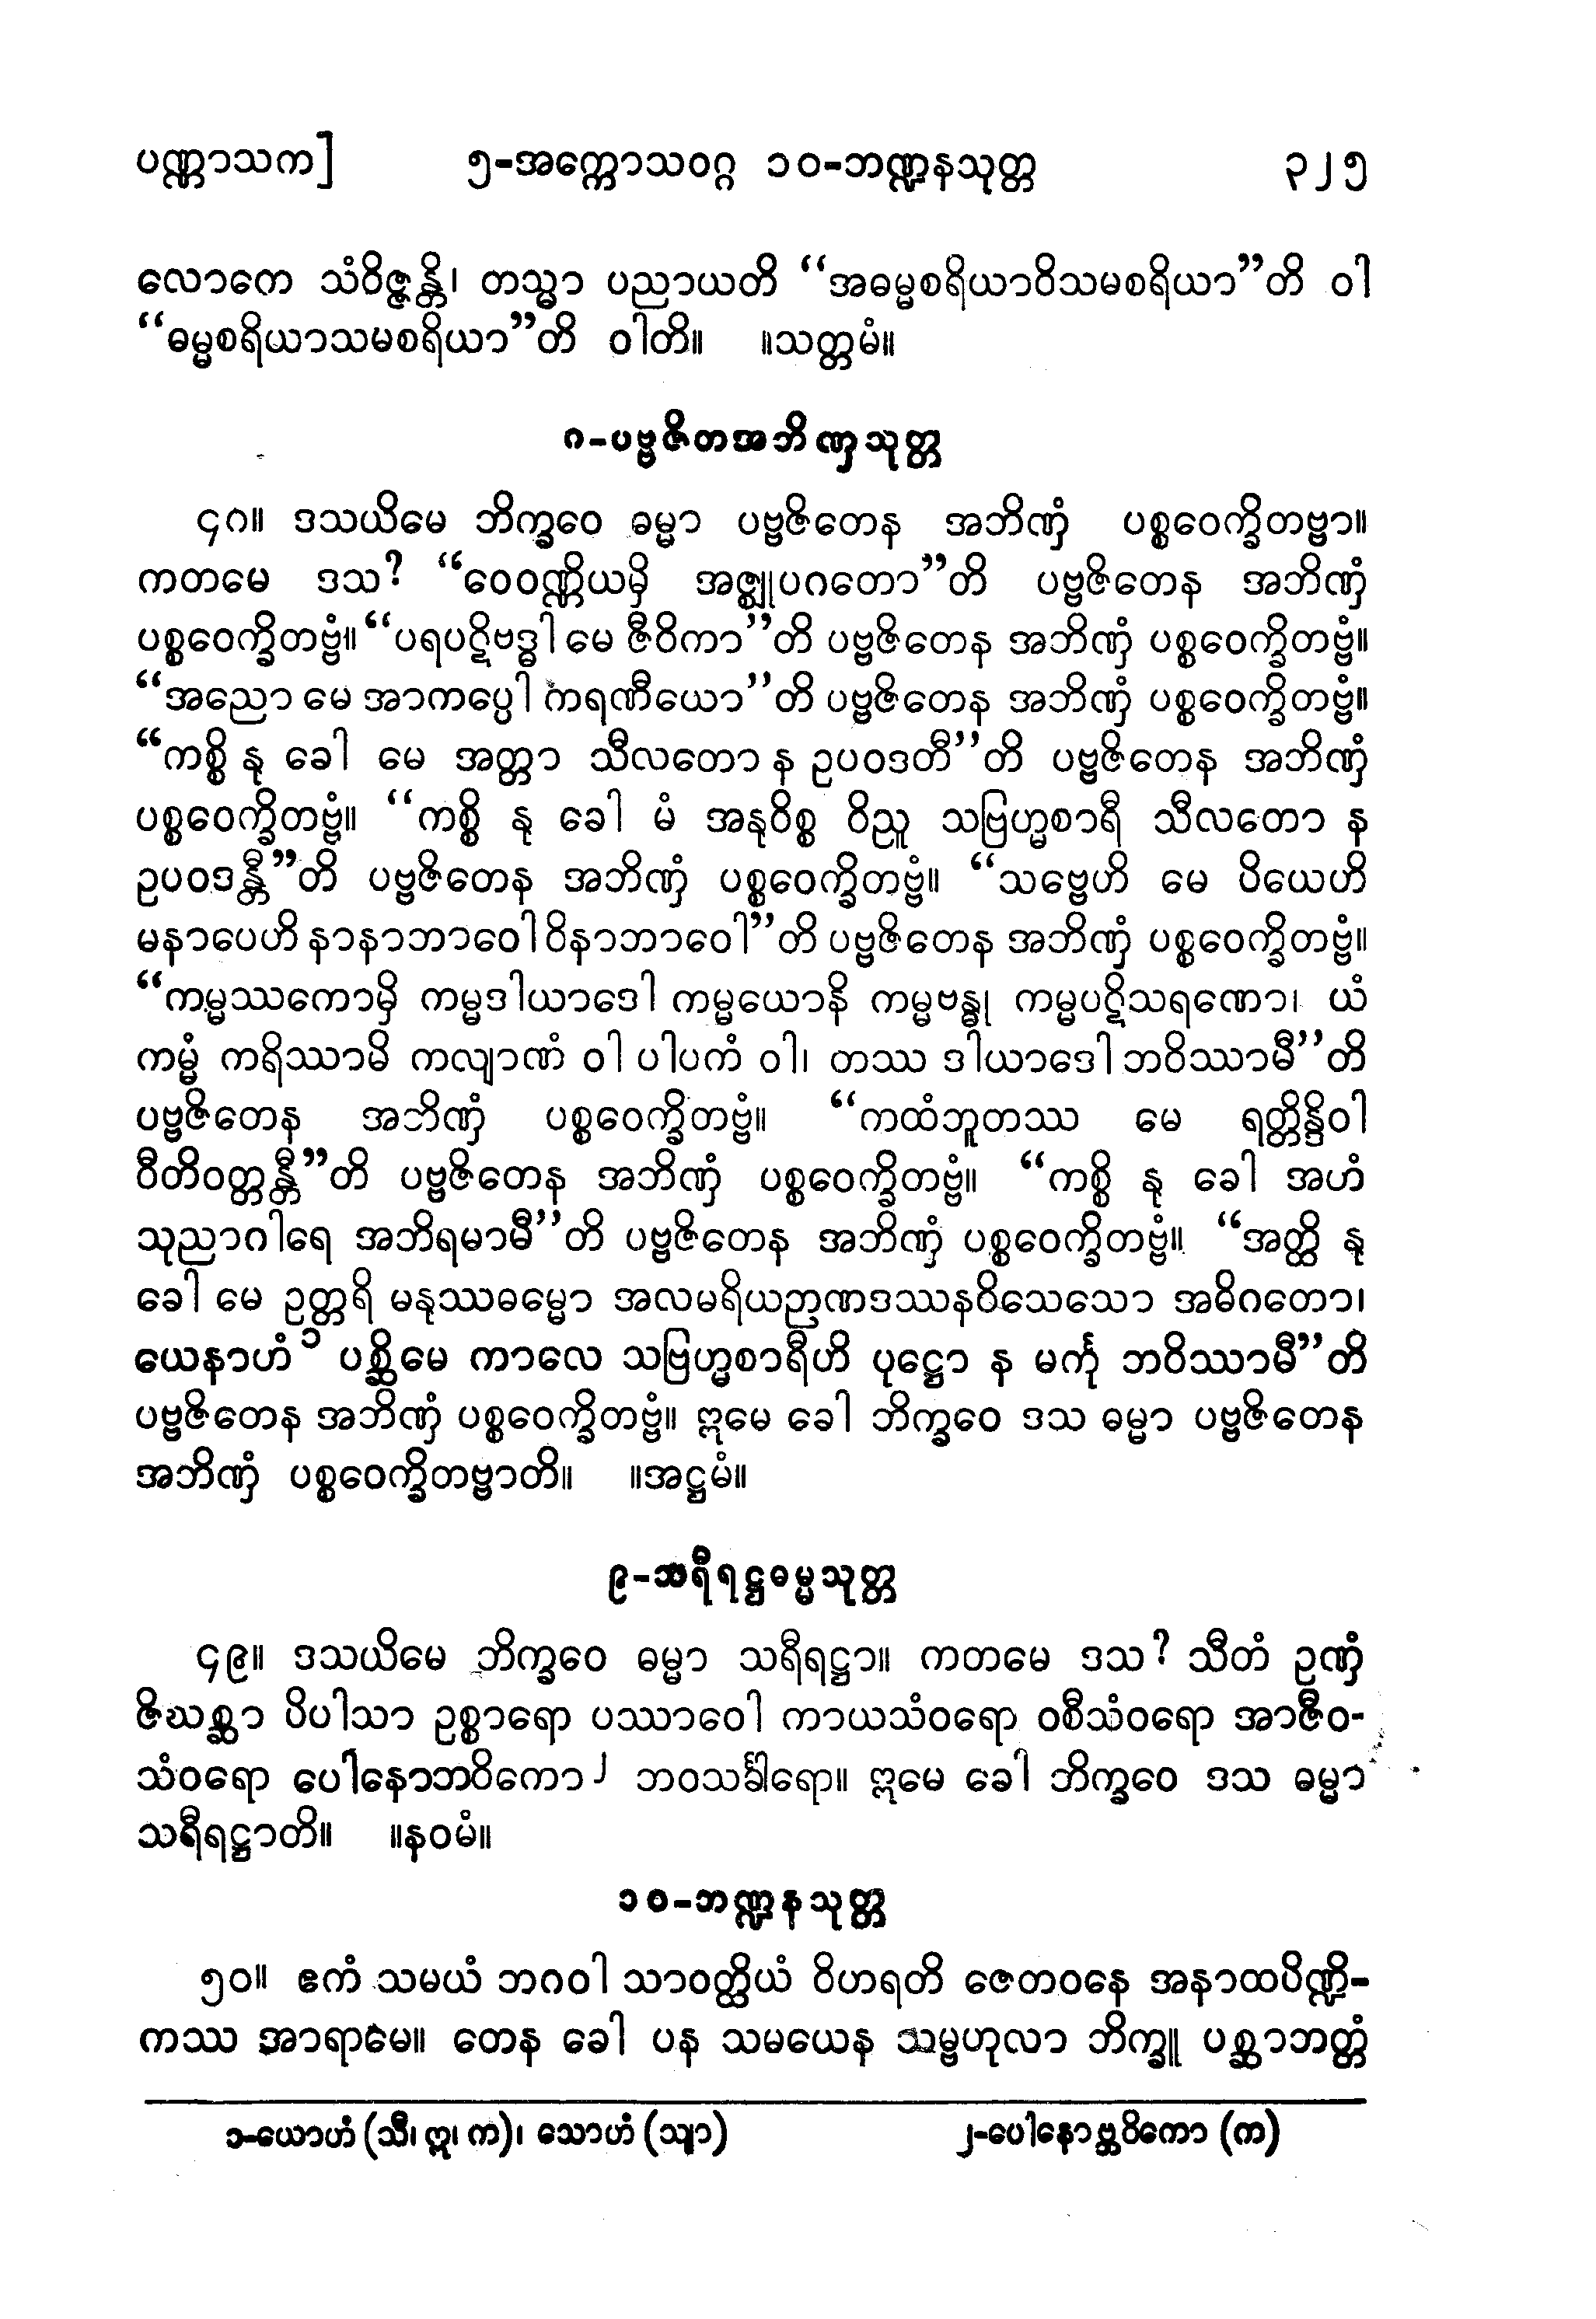 ပဏ္ဏာသက] ၅-အက္ကောသဝဂ္ဂ ၁၀-ဘဏ္ဍနသုတ္တ ၃၂၅
လောကေ သံဝိဇ္ဇန္တိ၊ တသ္မာ ပညာယတိ “အဓမ္မစရိယာဝိသမစရိယာ”တိ ဝါ
“ဓမ္မစရိယာသမစရိယာ”တိ ဝါတိ။ ။သတ္တမံ။
၈-ပဗ္ဗဇိတအဘိဏှသုတ္တ
၄၈။ ဒသယိမေ ဘိက္ခဝေ ဓမ္မာ ပဗ္ဗဇိတေန အဘိဏှံ ပစ္စဝေက္ခိတဗ္ဗာ။
ကတမေ ဒသ? “ဝေဝဏ္ဏိယမှိ အဇ္ဈုပဂတော”တိ ပဗ္ဗဇိတေန အဘိဏှံ
ပစ္စဝေက္ခိတဗ္ဗံ။ “ပရပဋိဗဒ္ဓါ မေ ဇီဝိကာ”တိ ပဗ္ဗဇိတေန အဘိဏှံ ပစ္စဝေက္ခိတဗ္ဗံ။
“အညော မေ အာကပ္ပေါ ကရဏီယော”တိ ပဗ္ဗဇိတေန အဘိဏှံ ပစ္စဝေက္ခိတဗ္ဗံ။
“ကစ္စိ နု ခေါ မေ အတ္တာ သီလတော န ဥပဝဒတီ”တိ ပဗ္ဗဇိတေန အဘိဏှံ
ပစ္စဝေက္ခိတဗ္ဗံ။ “ကစ္စိ နု ခေါ မံ အနုဝိစ္စ ဝိညူ သဗြဟ္မစာရီ သီလတော န
ဥပဝဒန္တီ”တိ ပဗ္ဗဇိတေန အဘိဏှံ ပစ္စဝေက္ခိတဗ္ဗံ။ “သဗ္ဗေဟိ မေ ပိယေဟိ
မနာပေဟိ နာနာဘာဝေါ ဝိနာဘာဝေါ”တိ ပဗ္ဗဇိတေန အဘိဏှံ ပစ္စဝေက္ခိတဗ္ဗံ။
“ကမ္မဿကောမှိ ကမ္မဒါယာဒေါ ကမ္မယောနိ ကမ္မဗန္ဓု ကမ္မပဋိသရဏော၊ ယံ
ကမ္မံ ကရိဿာမိ ကလျာဏံ ဝါ ပါပကံ ဝါ၊ တဿ ဒါယာဒေါ ဘဝိဿာမီ”တိ
ပဗ္ဗဇိတေန အဘိဏှံ ပစ္စဝေက္ခိတဗ္ဗံ။ “ကထံဘူတဿ မေ ရတ္တိန္ဒိဝါ
ဝီတိဝတ္တန္တီ”တိ ပဗ္ဗဇိတေန အဘိဏှံ ပစ္စဝေက္ခိတဗ္ဗံ။ “ကစ္စိ နု ခေါ အဟံ
သုညာဂါရေ အဘိရမာမီ”တိ ပဗ္ဗဇိတေန အဘိဏှံ ပစ္စဝေက္ခိတဗ္ဗံ။ “အတ္ထိ နု
ခေါ မေ ဥတ္တရိ မနုဿဓမ္မော အလမရိယဉာဏဒဿနဝိသေသော အဓိဂတော၊
ယေနာဟံ ၁ ပစ္ဆိမေ ကာလေ သဗြဟ္မစာရီဟိ ပုဋ္ဌော န မင်္ကု ဘဝိဿာမီ”တိ
ပဗ္ဗဇိတေန အဘိဏှံ ပစ္စဝေက္ခိတဗ္ဗံ။ ဣမေ ခေါ ဘိက္ခဝေ ဒသ ဓမ္မာ ပဗ္ဗဇိတေန
အဘိဏှံ ပစ္စဝေက္ခိတဗ္ဗာတိ။ ။အဋ္ဌမံ။
၉-သရီရဋ္ဌဓမ္မသုတ္တ
၄၉။ ဒသယိမေ ဘိက္ခဝေ ဓမ္မာ သရီရဋ္ဌာ။ ကတမေ ဒသ? သီတံ ဥဏှံ
ဇိဃစ္ဆာ ပိပါသာ ဥစ္စာရော ပဿာဝေါ ကာယသံဝရော ဝစီသံဝရော အာဇီဝ-
သံဝရော ပေါနောဘဝိကော ၂ ဘဝသင်္ခါရော။ ဣမေ ခေါ ဘိက္ခဝေ ဒသ ဓမ္မာ
သရီရဋ္ဌာတိ။ ။နဝမံ။
၁၀-ဘဏ္ဍနသုတ္တ
၅၀။ ဧကံ သမယံ ဘဂဝါ သာဝတ္ထိယံ ဝိဟရတိ ဇေတဝနေ အနာထပိဏ္ဍိ-
ကဿ အာရာမေ။ တေန ခေါ ပန သမယေန သမ္ဗဟုလာ ဘိက္ခူ ပစ္ဆာဘတ္တံ
၁-ယောဟံ (သီ၊ ဣ၊ က)၊ သောဟံ (သျာ) ၂-ပေါနောဗ္ဘဝိကော (က)